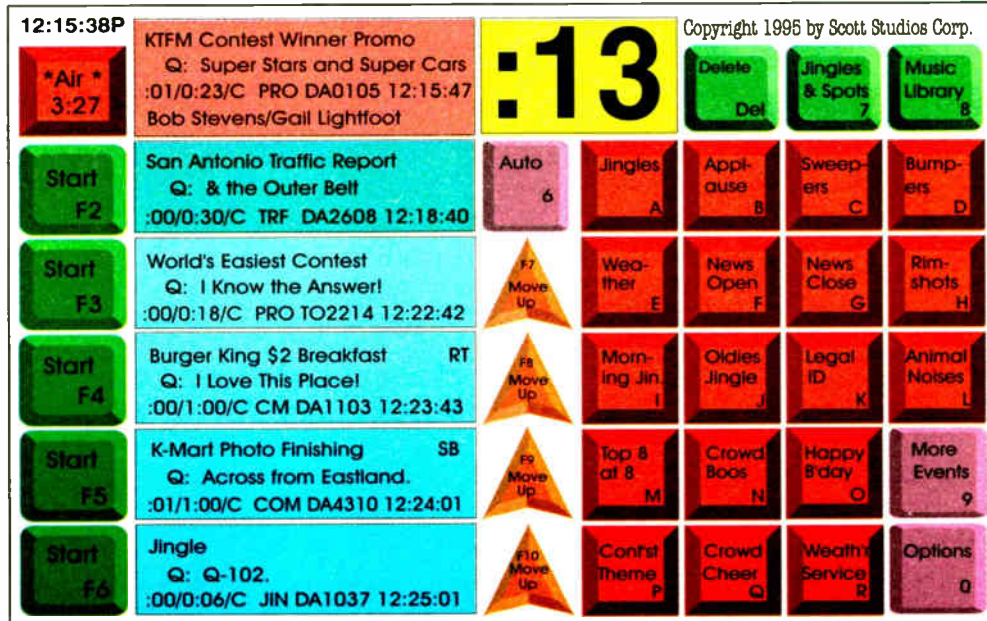 12:15:38P
*Air *
3:27
KTFM Contest Winner Promo
Q: Super Stars and Super Cars
:01/0:23/C PRO DA0105 12:15:47
Bob Stevens/Gail Lightfoot
:13
Copyright 1995 by Scott Studios Corp.
Delete
Del
Jingles
& Spots
7
Music
Library
8
Start
F2
San Antonio Traffic Report
Q: & the Outer Belt
:00/0:30/C TRF DA2608 12:18:40
Auto
6
Jingles
A
Appl-
ause
B
Sweep-
ers
C
Bump-
ers
D
Start
F3
World's Easiest Contest
Q: I Know the Answer!
:00/0:18/C PRO TO2214 12:22:42
F7
Move
Up
Wea-
ther
E
News
Open
F
News
Close
G
Rim-
shots
H
Start
F4
Burger King $2 Breakfast RT
Q: I Love This Place!
:00/1:00/C CM DA1103 12:23:43
F8
Move
Up
Morn-
ing Jin.
I
Oldies
Jingle
J
Legal
ID
K
Animal
Noises
L
Start
F5
K-Mart Photo Finishing SB
Q: Across from Eastland.
:01/1:00/C COM DA4310 12:24:01
F9
Move
Up
Top 8
at 8
M
Crowd
Boos
N
Happy
B'day
O
More
Events
9
Start
F6
Jingle
Q: Q-102.
:00/0:06/C JIN DA1037 12:25:01
F10
Move
Up
Cont'st
Theme
P
Crowd
Cheer
Q
Weath'r
Service
R
Options
0